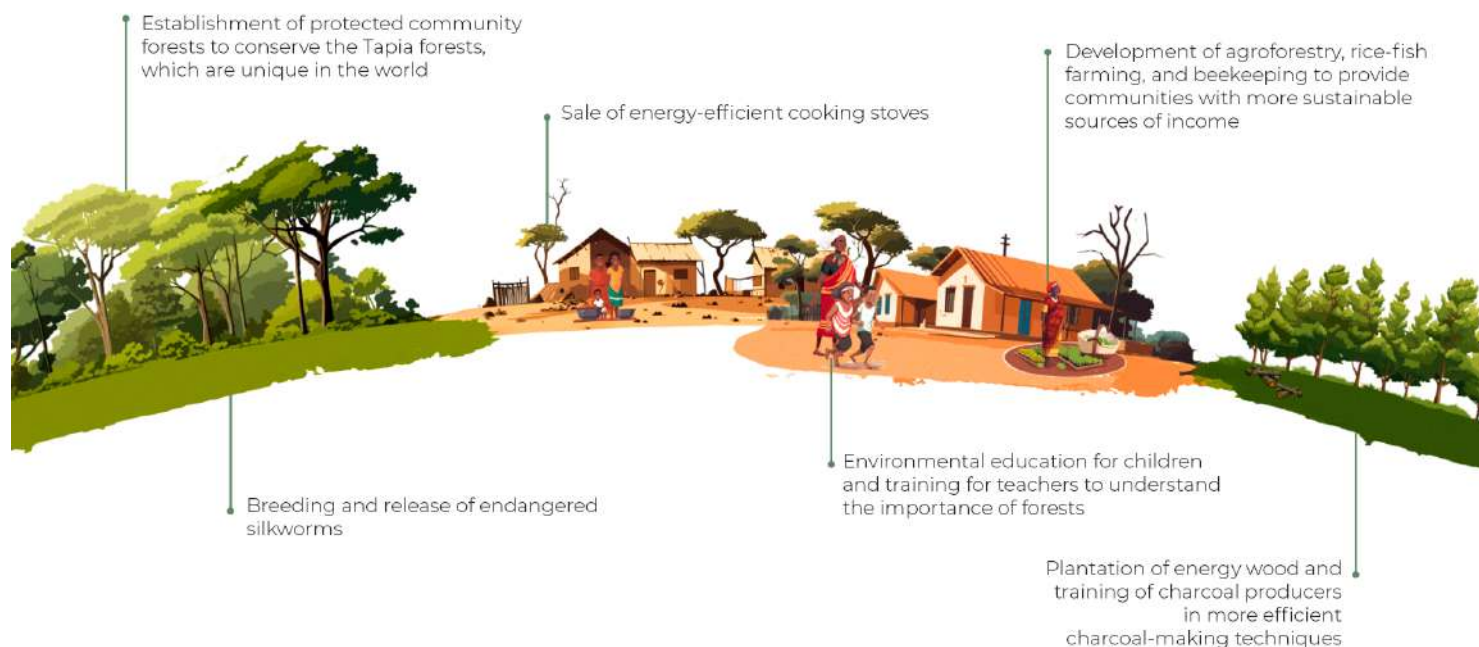 Establishment of protected community
forests to conserve the Tapia forests,
which are unique in the world
Sale of energy-efficient cooking stoves
Development of agroforestry, rice-fish
farming, and beekeeping to provide
communities with more sustainable
sources of income
Breeding and release of endangered
silkworms
Environmental education for children
and training for teachers to understand
the importance of forests
Plantation of energy wood and
training of charcoal producers
in more efficient
charcoal-making techniques